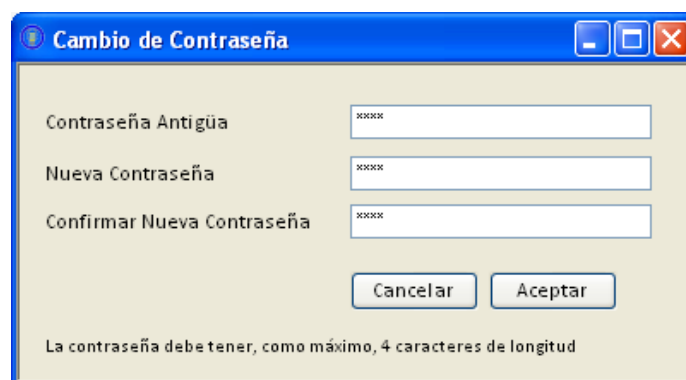 Cambio de Contraseña
Contraseña Antigüa ****
Nueva Contraseña ****
Confirmar Nueva Contraseña ****
Cancelar Aceptar
La contraseña debe tener, como máximo, 4 caracteres de longitud